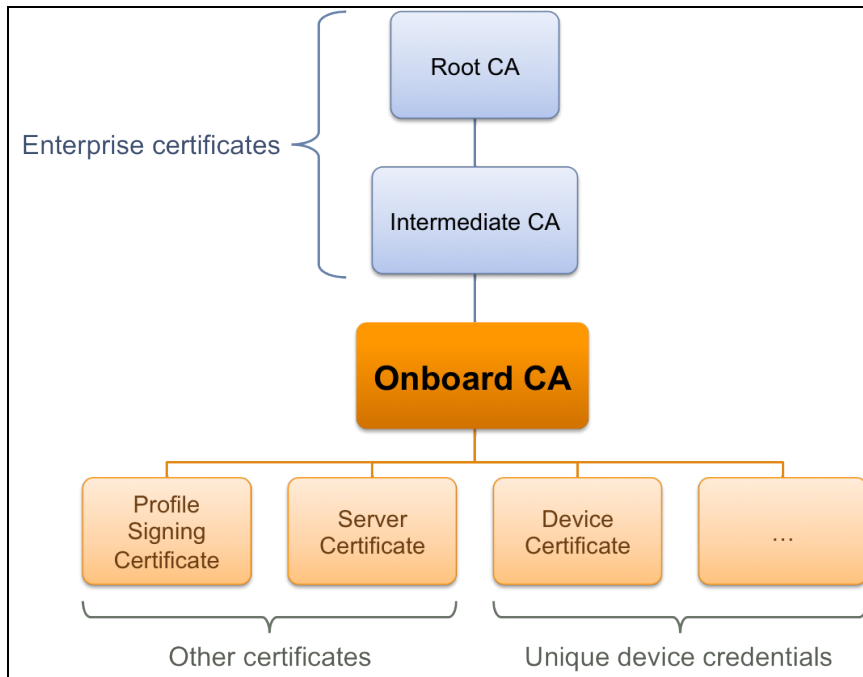 Root CA
Enterprise certificates
Intermediate CA
Onboard CA
Profile
Signing
Certificate
Server
Certificate
Device
Certificate
...
Other certificates
Unique device credentials